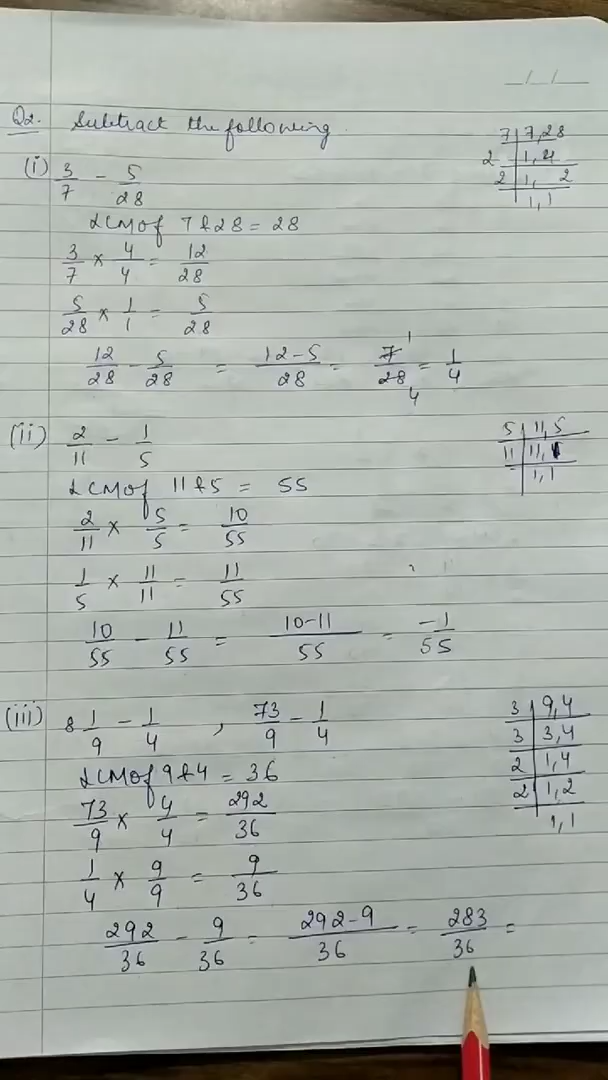 __/__/__
Q2. Subtract the following.
(i) 3/7 - 5/28
LCM of 7 & 28 = 28
3/7 × 4/4 = 12/28
5/28 × 1/1 = 5/28
12/28 - 5/28 = 12-5/28 = 7/28 = 1/4
1
4
7 | 7, 28
2 | 1, 4
2 | 1, 2
1, 1
(ii) 2/11 - 1/5
LCM of 11 & 5 = 55
2/11 × 5/5 = 10/55
1/5 × 11/11 = 11/55
10/55 - 11/55 = 10-11/55 = -1/55
5 | 11, 5
11 | 11, 1
1, 1
(iii) 8 1/9 - 1/4 , 73/9 - 1/4
LCM of 9 & 4 = 36
73/9 × 4/4 = 292/36
1/4 × 9/9 = 9/36
292/36 - 9/36 = 292-9/36 = 283/36 =
3 | 9, 4
3 | 3, 4
2 | 1, 4
2 | 1, 2
1, 1